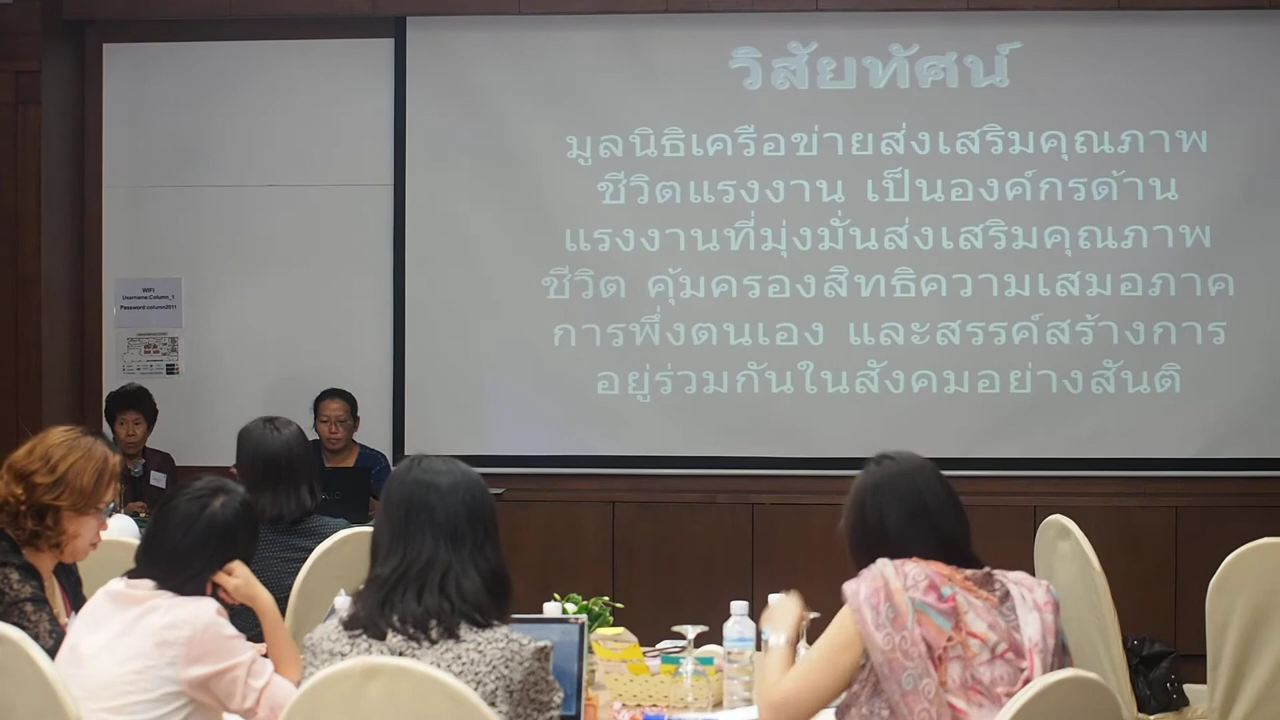 วิสัยทัศน์
มูลนิธิเครือข่ายส่งเสริมคุณภาพ
ชีวิตแรงงาน เป็นองค์กรด้าน
แรงงานที่มุ่งมั่นส่งเสริมคุณภาพ
ชีวิต คุ้มครองสิทธิความเสมอภาค
การพึ่งตนเอง และสรรค์สร้างการ
อยู่ร่วมกันในสังคมอย่างสันติ
WIFI
Username:Column_1
Password:column2011